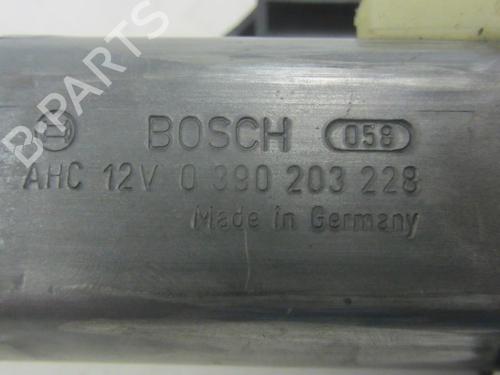 BOSCH 058
AHC 12V 0 390 203 228
Made in Germany
B-PARTS